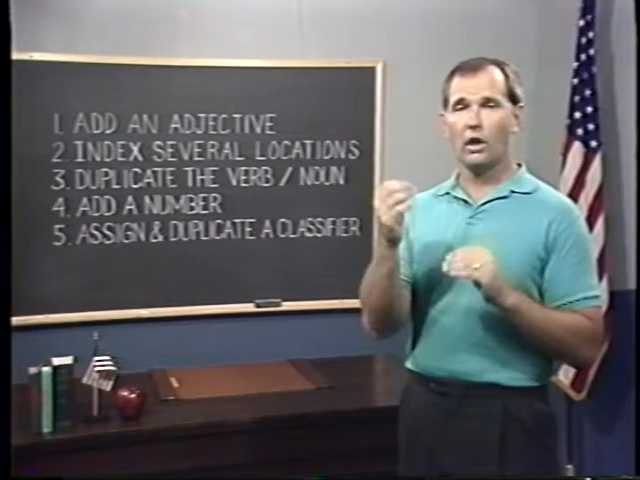 1. ADD AN ADJECTIVE
2. INDEX SEVERAL LOCATIONS
3. DUPLICATE THE VERB / NOUN
4. ADD A NUMBER
5. ASSIGN & DUPLICATE A CLASSIFIER